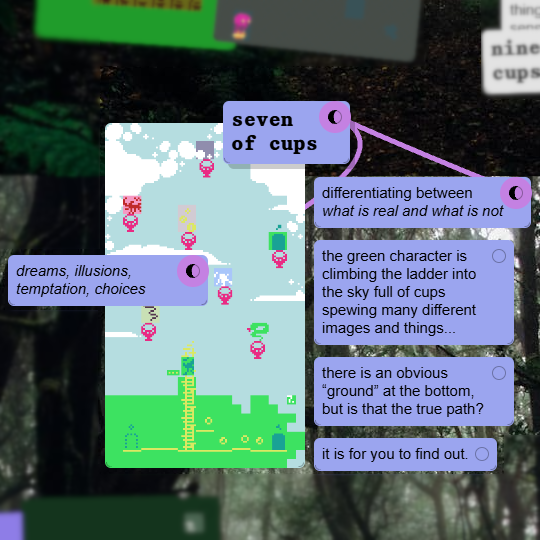 thing
nine
cups
seven
of cups
differentiating between
what is real and what is not
dreams, illusions,
temptation, choices
the green character is
climbing the ladder into
the sky full of cups
spewing many different
images and things...
there is an obvious
“ground” at the bottom,
but is that the true path?
it is for you to find out.